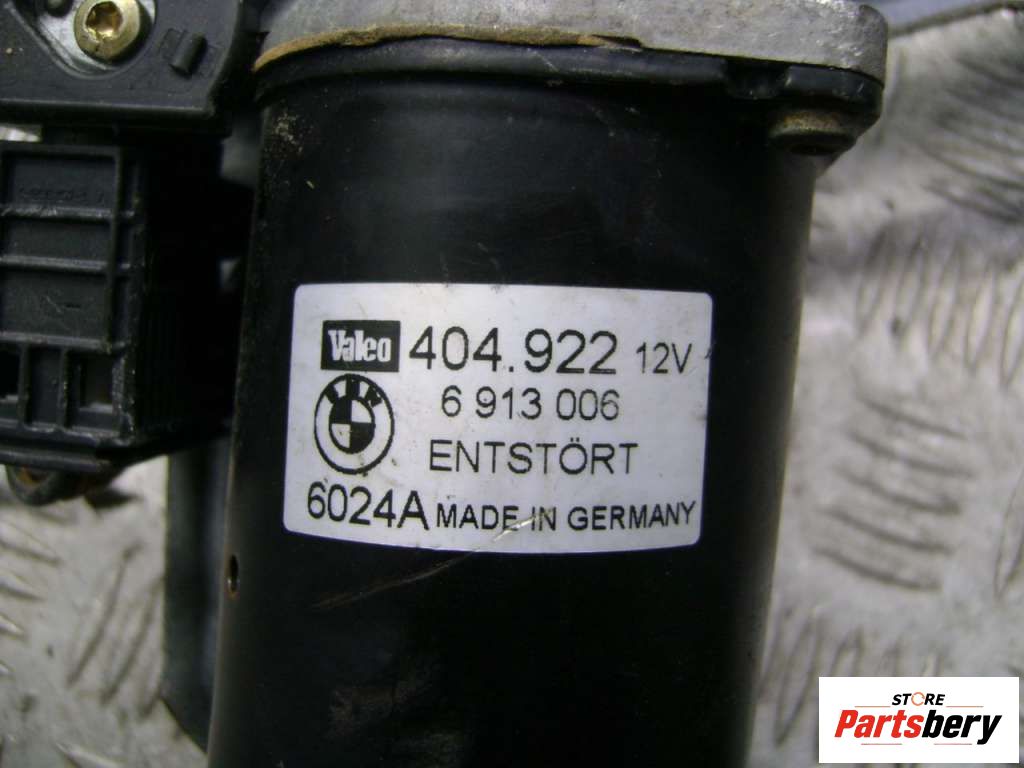 Valeo 404.922 12V
6 913 006
ENTSTÖRT
6024A MADE IN GERMANY
STORE
Partsbery